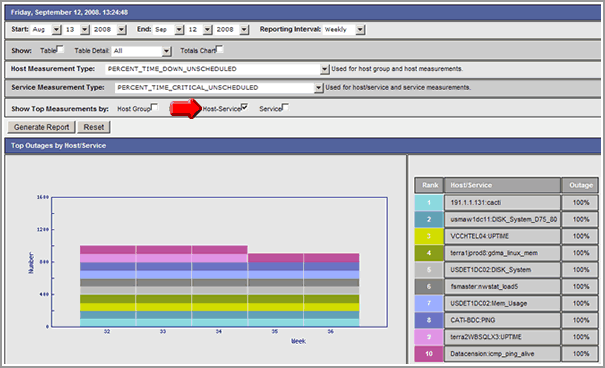 Friday, September 12, 2008. 13:24:48
Start: Aug 13 2008 End: Sep 12 2008 Reporting Interval: Weekly
Show: Table Table Detail: All Totals Chart
Host Measurement Type: PERCENT_TIME_DOWN_UNSCHEDULED Used for host group and host measurements.
Service Measurement Type: PERCENT_TIME_CRITICAL_UNSCHEDULED Used for host/service and service measurements.
Show Top Measurements by: Host Group Host-Service Service
Generate Report Reset
Top Outages by Host/Service
1600
1200
800
400
0
Number
32 33 34 35 36
Week
Rank Host/Service Outage
1 191.1.1.131:cacti 100%
2 usmaw1dc11:DISK_System_D75_80 100%
3 VCCHTEL04:UPTIME 100%
4 terra1jprod8:gdma_linux_mem 100%
5 USDET1DC02:DISK_System 100%
6 fsmaster:nwstat_load5 100%
7 USDET1DC02:Mem_Usage 100%
8 CATI-BDC:PNG 100%
9 terra2WBSQLX3:UPTIME 100%
10 Datacension:icmp_ping_alive 100%